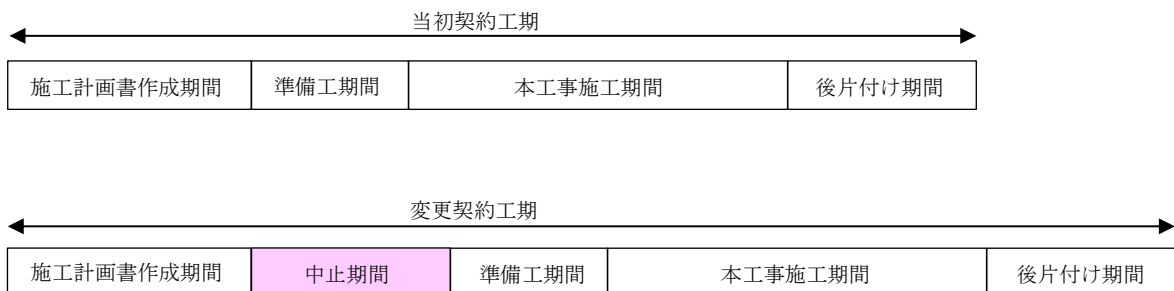 当初契約工期
施工計画書作成期間 準備工期間 本工事施工期間 後片付け期間
変更契約工期
施工計画書作成期間 中止期間 準備工期間 本工事施工期間 後片付け期間